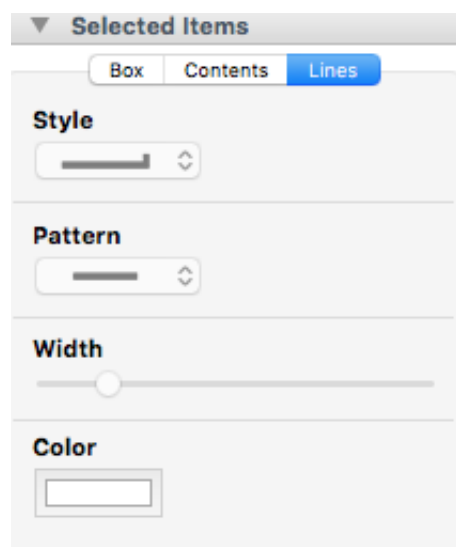 Selected Items
Box Contents Lines
Style
Pattern
Width
Color